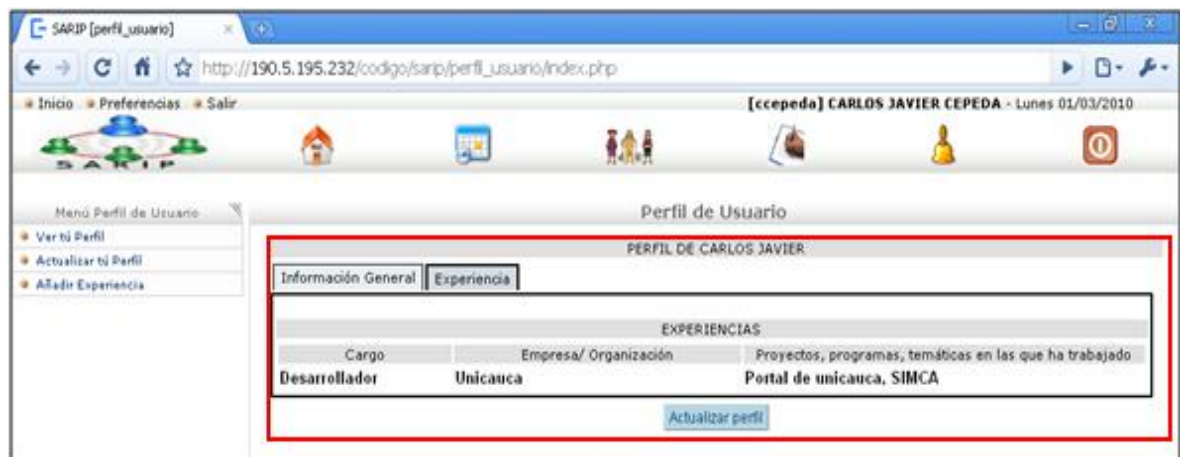 SARIP [perfil_usuario]
http://190.5.195.232/codigo/sarip/perfil_usuario/index.php
Inicio Preferencias Salir
[ccepeda] CARLOS JAVIER CEPEDA - Lunes 01/03/2010
SARIP
Menú Perfil de Usuario
Ver tú Perfil
Actualizar tú Perfil
Añadir Experiencia
Perfil de Usuario
PERFIL DE CARLOS JAVIER
Información General Experiencia
EXPERIENCIAS
Cargo Empresa/ Organización Proyectos, programas, temáticas en las que ha trabajado
Desarrollador Unicauca Portal de unicauca, SIMCA
Actualizar perfil